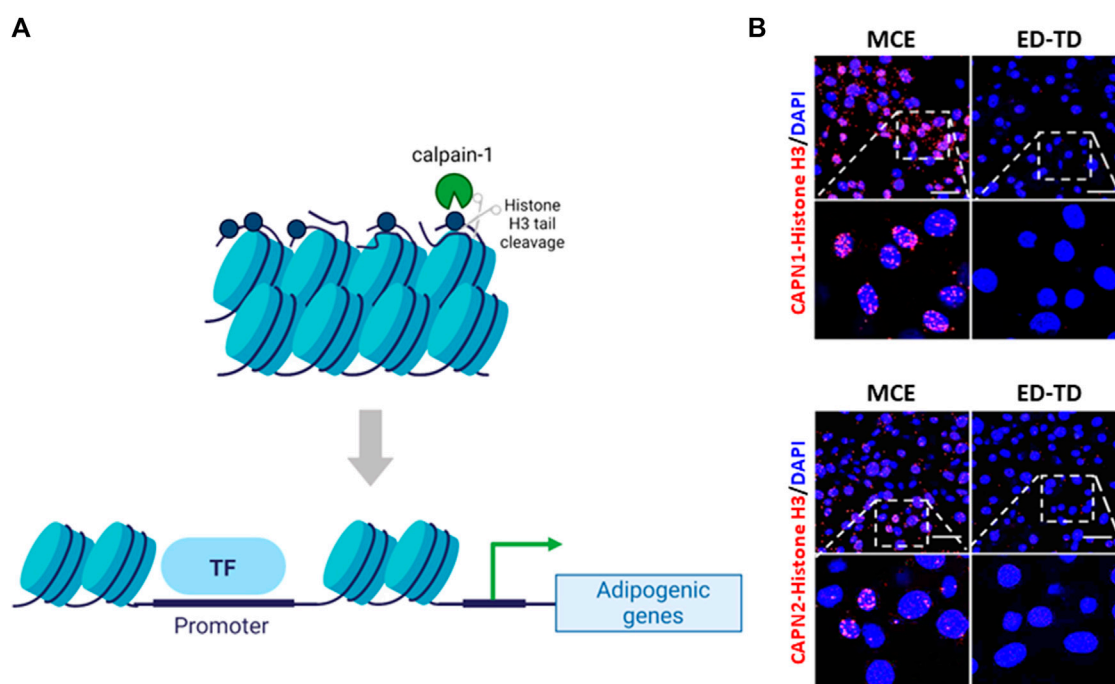 A
calpain-1
Histone
H3 tail
cleavage
TF
Promoter
Adipogenic
genes
B
MCE ED-TD
CAPN1-Histone H3/DAPI
MCE ED-TD
CAPN2-Histone H3/DAPI